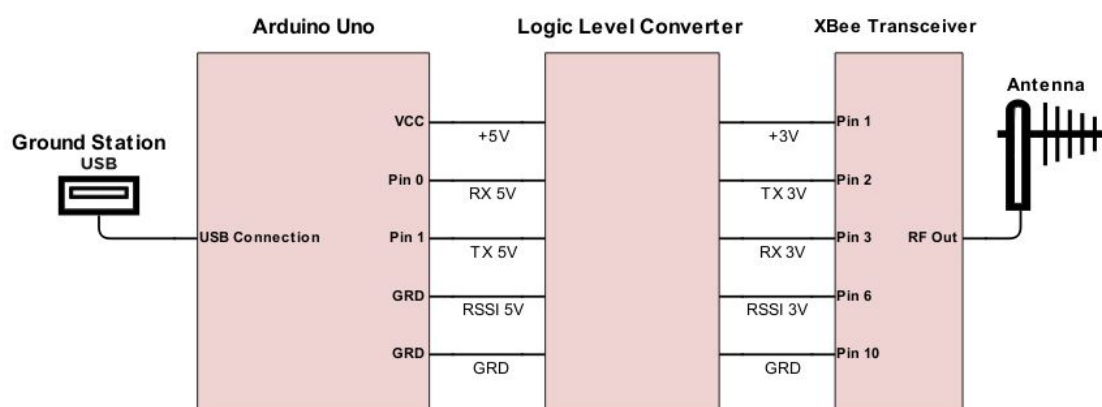 Arduino Uno
Logic Level Converter
XBee Transceiver
Antenna
Ground Station
USB
USB Connection
VCC
+5V
+3V
Pin 1
Pin 0
RX 5V
TX 3V
Pin 2
Pin 1
TX 5V
RX 3V
Pin 3
RF Out
GRD
RSSI 5V
RSSI 3V
Pin 6
GRD
GRD
GRD
Pin 10